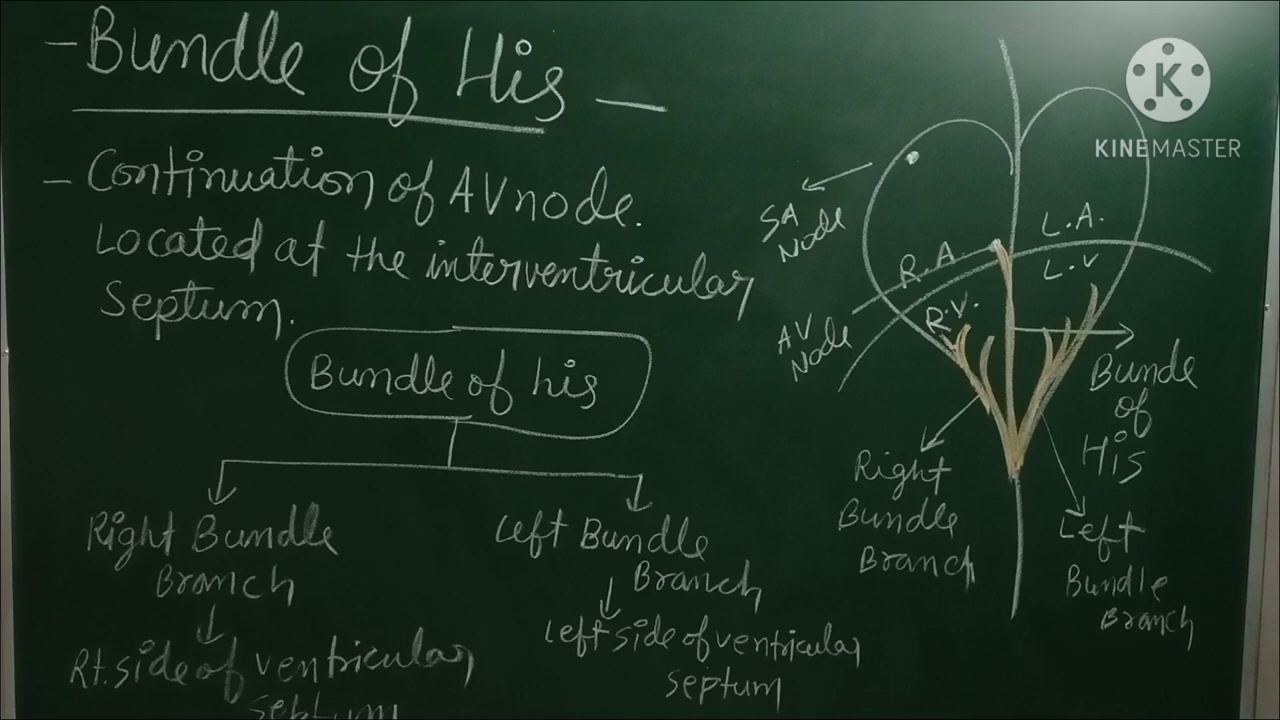 - Bundle of His -
- Continuation of AV node.
Located at the interventricular
Septum.
Bundle of his
Right Bundle
Branch
Rt. side of ventricular
septum
Left Bundle
Branch
Left side of ventricular
septum
K
KINEMASTER
SA
Node
L.A.
R.A.
L.V
R.V.
AV
Node
Bunde
of
His
Right
Bundle
Branch
Left
Bundle
Branch